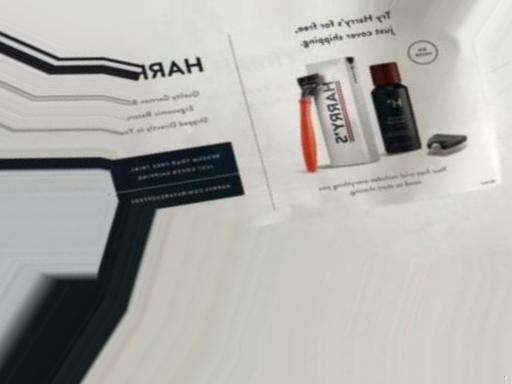 Try Harry's for free,
just cover shipping.
HARRY'S
H
Your free trial includes everything you
need to start shaving.
HARR
Quality German B
Ergonomic Razors,
Shipped Directly to You
REDEEM YOUR FREE TRIAL,
JUST COVER SHIPPING